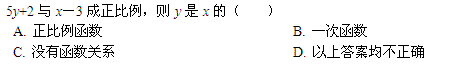 5y+2与 x—3 成正比例，则 y 是 x 的（　　）
A. 正比例函数　　B. 一次函数
C. 没有函数关系　　D. 以上答案均不正确